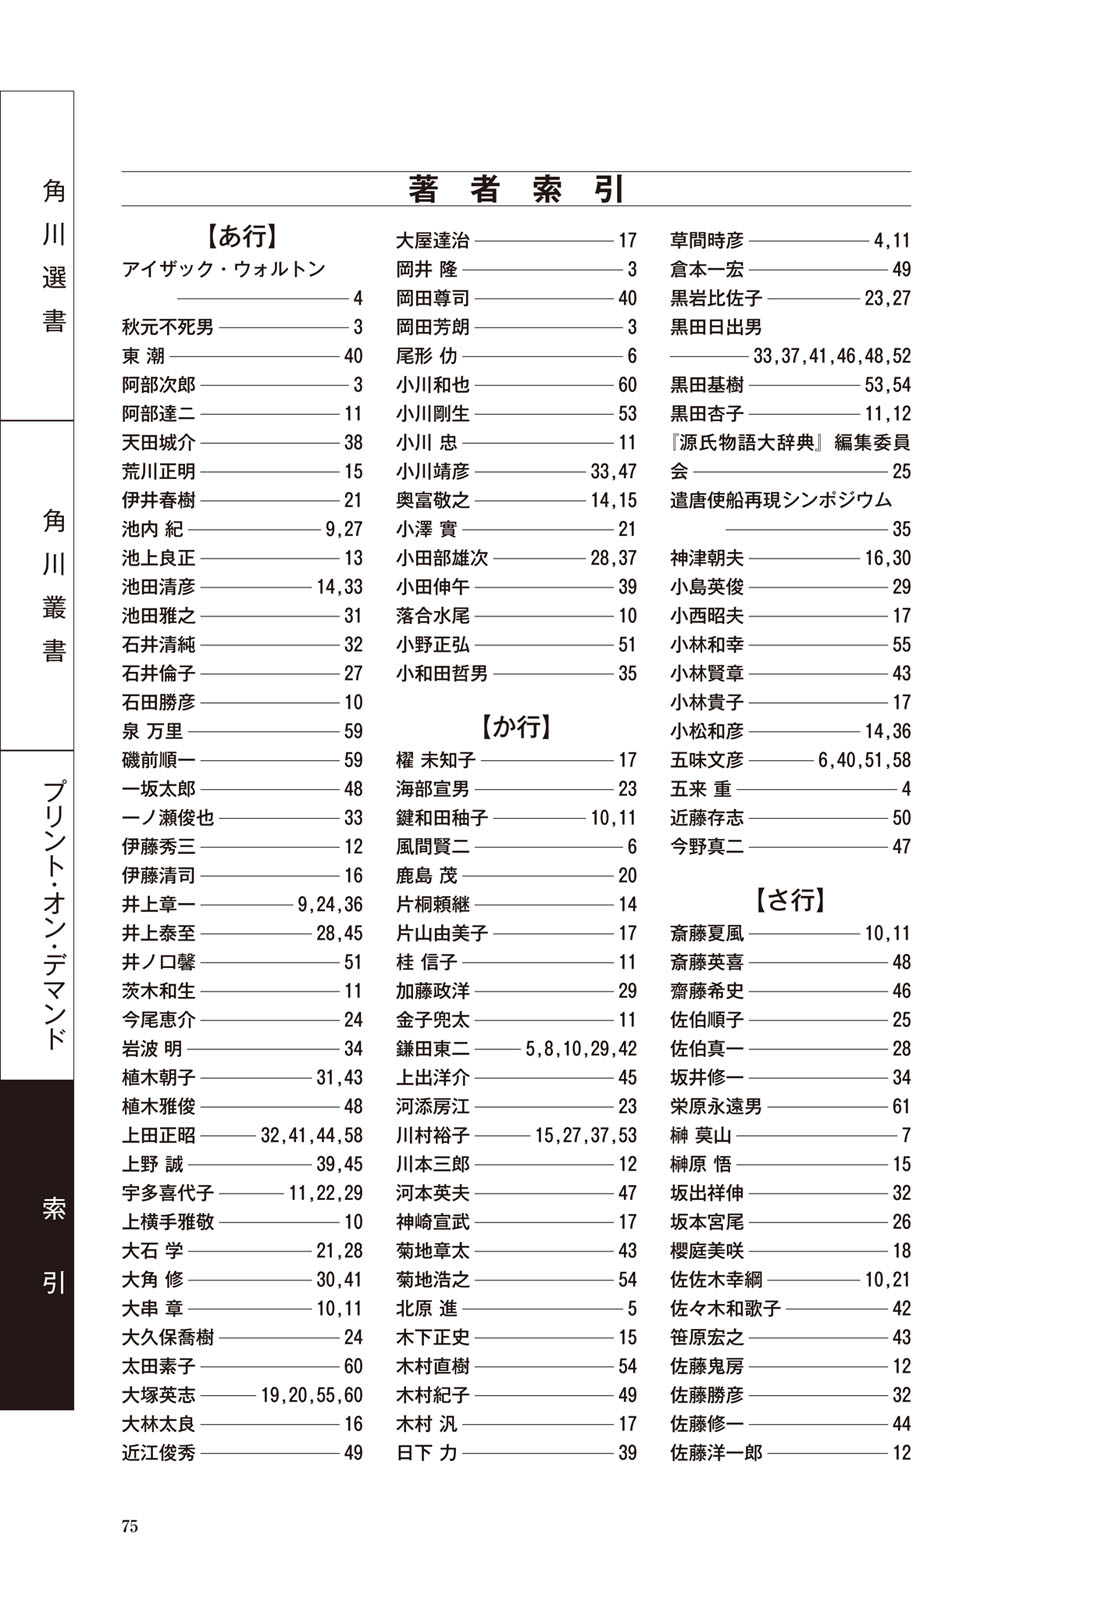 角川選書
角川叢書
プリント・オン・デマンド
索引
著者索引
【あ行】
アイザック・ウォルトン
4
秋元不死男 3
東 潮 40
阿部次郎 3
阿部達二 11
天田城介 38
荒川正明 15
伊井春樹 21
池内 紀 9,27
池上良正 13
池田清彦 14,33
池田雅之 31
石井清純 32
石井倫子 27
石田勝彦 10
泉 万里 59
磯前順一 59
一坂太郎 48
一ノ瀬俊也 33
伊藤秀三 12
伊藤清司 16
井上章一 9,24,36
井上泰至 28,45
井ノ口馨 51
茨木和生 11
今尾恵介 24
岩波 明 34
植木朝子 31,43
植木雅俊 48
上田正昭 32,41,44,58
上野 誠 39,45
宇多喜代子 11,22,29
上横手雅敬 10
大石 学 21,28
大角 修 30,41
大串 章 10,11
大久保喬樹 24
太田素子 60
大塚英志 19,20,55,60
大林太良 16
近江俊秀 49
大屋達治 17
岡井 隆 3
岡田尊司 40
岡田芳朗 3
尾形 仂 6
小川和也 60
小川剛生 53
小川 忠 11
小川靖彦 33,47
奥富敬之 14,15
小澤 實 21
小田部雄次 28,37
小田伸午 39
落合水尾 10
小野正弘 51
小和田哲男 35
【か行】
櫂 未知子 17
海部宣男 23
鍵和田秞子 10,11
風間賢二 6
鹿島 茂 20
片桐頼継 14
片山由美子 17
桂 信子 11
加藤政洋 29
金子兜太 11
鎌田東二 5,8,10,29,42
上出洋介 45
河添房江 23
川村裕子 15,27,37,53
川本三郎 12
河本英夫 47
神崎宣武 17
菊地章太 43
菊地浩之 54
北原 進 5
木下正史 15
木村直樹 54
木村紀子 49
木村 汎 17
日下 力 39
草間時彦 4,11
倉本一宏 49
黒岩比佐子 23,27
黒田日出男
33,37,41,46,48,52
黒田基樹 53,54
黒田杏子 11,12
『源氏物語大辞典』編集委員
会 25
遣唐使船再現シンポジウム
35
神津朝夫 16,30
小島英俊 29
小西昭夫 17
小林和幸 55
小林賢章 43
小林貴子 17
小松和彦 14,36
五味文彦 6,40,51,58
五来 重 4
近藤存志 50
今野真二 47
【さ行】
斎藤夏風 10,11
斎藤英喜 48
齋藤希史 46
佐伯順子 25
佐伯真一 28
坂井修一 34
栄原永遠男 61
榊 莫山 7
榊原 悟 15
坂出祥伸 32
坂本宮尾 26
櫻庭美咲 18
佐佐木幸綱 10,21
佐々木和歌子 42
笹原宏之 43
佐藤鬼房 12
佐藤勝彦 32
佐藤修一 44
佐藤洋一郎 12
75